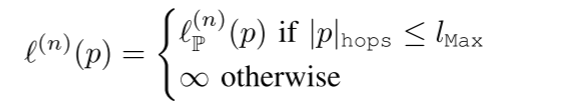 ℓ⁽ⁿ⁾(p) = { ℓ_ℙ⁽ⁿ⁾(p) if |p|_hops ≤ l_Max
∞ otherwise